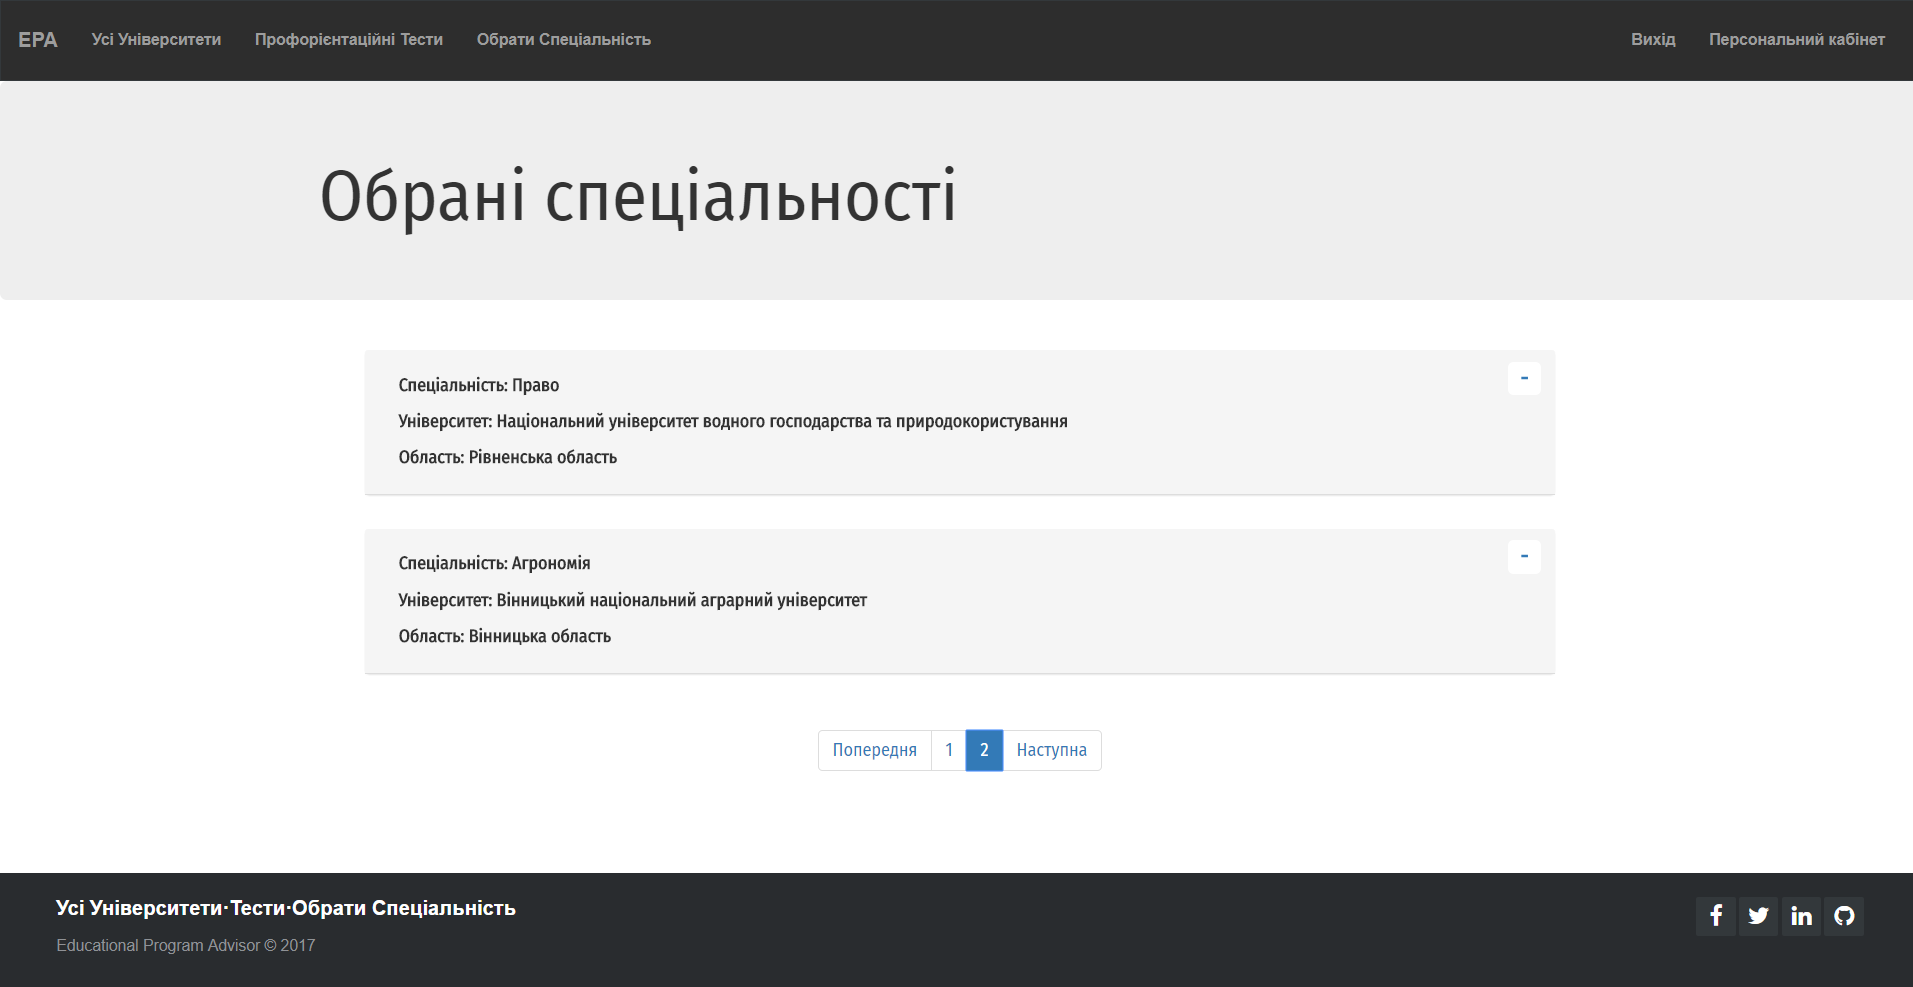 EPA Усі Університети Профорієнтаційні Тести Обрати Спеціальність Вихід Персональний кабінет
Обрані спеціальності
Спеціальність: Право -
Університет: Національний університет водного господарства та природокористування
Область: Рівненська область
Спеціальність: Агрономія -
Університет: Вінницький національний аграрний університет
Область: Вінницька область
Попередня 1 2 Наступна
Усі Університети·Тести·Обрати Спеціальність
Educational Program Advisor © 2017